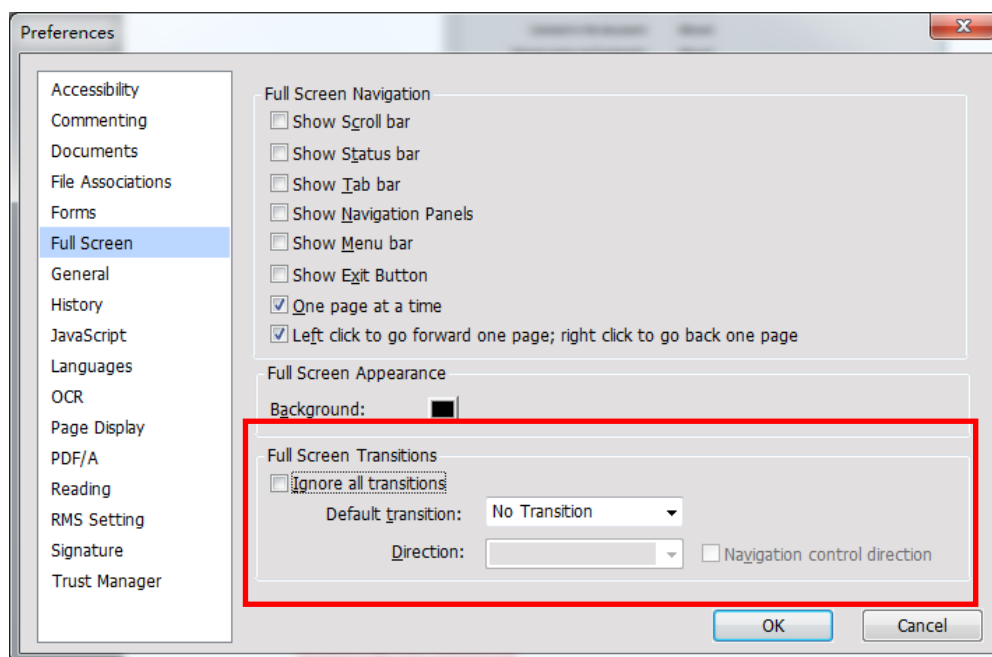 Preferences
Accessibility
Commenting
Documents
File Associations
Forms
Full Screen
General
History
JavaScript
Languages
OCR
Page Display
PDF/A
Reading
RMS Setting
Signature
Trust Manager
Full Screen Navigation
Show Scroll bar
Show Status bar
Show Tab bar
Show Navigation Panels
Show Menu bar
Show Exit Button
One page at a time
Left click to go forward one page; right click to go back one page
Full Screen Appearance
Background:
Full Screen Transitions
Ignore all transitions
Default transition: No Transition
Direction: Navigation control direction
OK Cancel